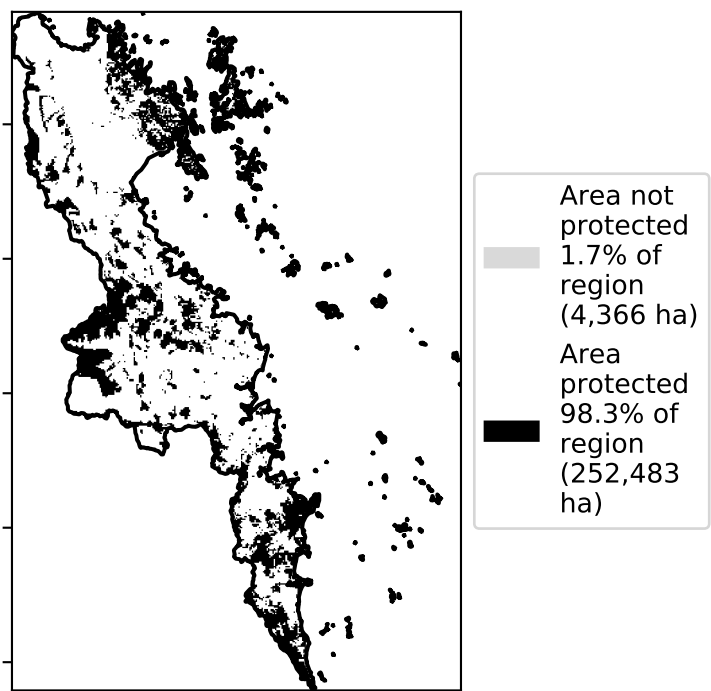 Area not
protected
1.7% of
region
(4,366 ha)
Area
protected
98.3% of
region
(252,483
ha)